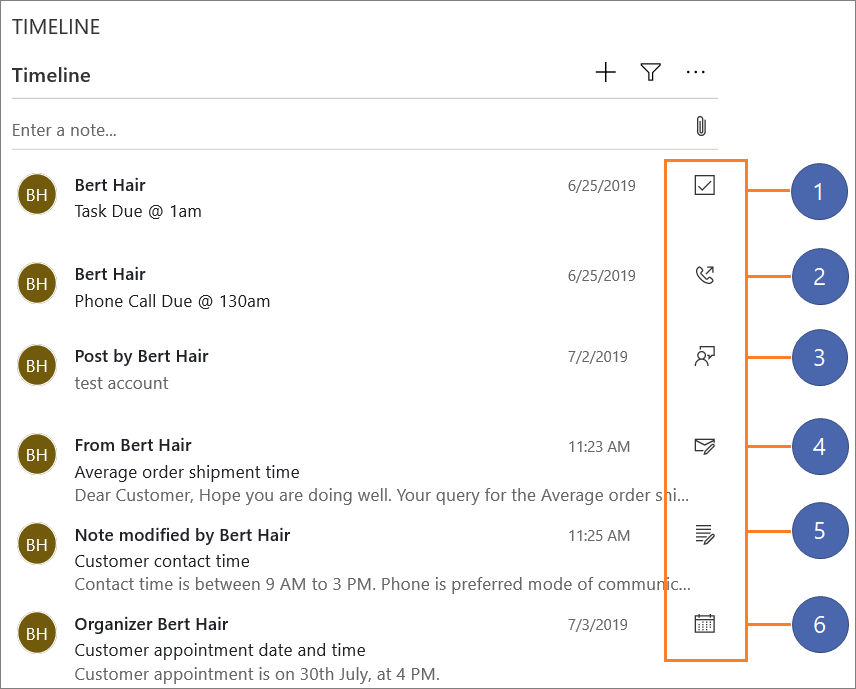 TIMELINE
Timeline
Enter a note...
BH
Bert Hair 6/25/2019
Task Due @ 1am
1
BH
Bert Hair 6/25/2019
Phone Call Due @ 130am
2
BH
Post by Bert Hair 7/2/2019
test account
3
BH
From Bert Hair 11:23 AM
Average order shipment time
Dear Customer, Hope you are doing well. Your query for the Average order shi...
4
BH
Note modified by Bert Hair 11:25 AM
Customer contact time
Contact time is between 9 AM to 3 PM. Phone is preferred mode of communic...
5
BH
Organizer Bert Hair 7/3/2019
Customer appointment date and time
Customer appointment is on 30th July, at 4 PM.
6